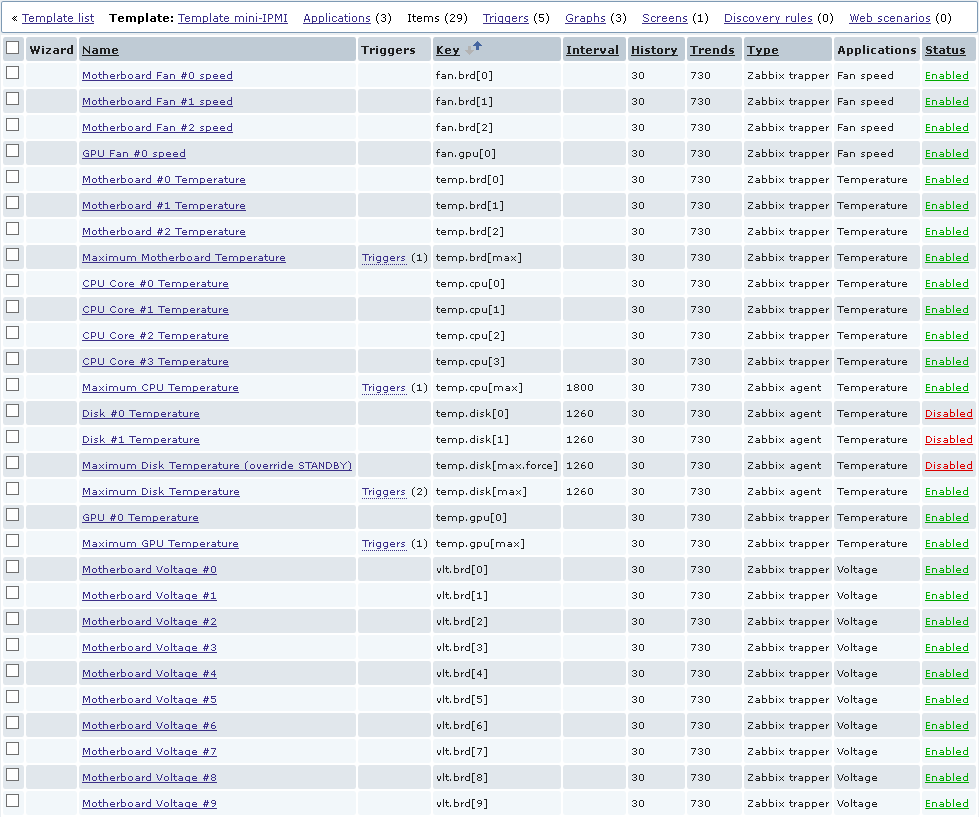 « Template list Template: Template mini-IPMI Applications (3) Items (29) Triggers (5) Graphs (3) Screens (1) Discovery rules (0) Web scenarios (0)
Wizard Name Triggers Key Interval History Trends Type Applications Status
Motherboard Fan #0 speed fan.brd[0] 30 730 Zabbix trapper Fan speed Enabled
Motherboard Fan #1 speed fan.brd[1] 30 730 Zabbix trapper Fan speed Enabled
Motherboard Fan #2 speed fan.brd[2] 30 730 Zabbix trapper Fan speed Enabled
GPU Fan #0 speed fan.gpu[0] 30 730 Zabbix trapper Fan speed Enabled
Motherboard #0 Temperature temp.brd[0] 30 730 Zabbix trapper Temperature Enabled
Motherboard #1 Temperature temp.brd[1] 30 730 Zabbix trapper Temperature Enabled
Motherboard #2 Temperature temp.brd[2] 30 730 Zabbix trapper Temperature Enabled
Maximum Motherboard Temperature Triggers (1) temp.brd[max] 30 730 Zabbix trapper Temperature Enabled
CPU Core #0 Temperature temp.cpu[0] 30 730 Zabbix trapper Temperature Enabled
CPU Core #1 Temperature temp.cpu[1] 30 730 Zabbix trapper Temperature Enabled
CPU Core #2 Temperature temp.cpu[2] 30 730 Zabbix trapper Temperature Enabled
CPU Core #3 Temperature temp.cpu[3] 30 730 Zabbix trapper Temperature Enabled
Maximum CPU Temperature Triggers (1) temp.cpu[max] 1800 30 730 Zabbix agent Temperature Enabled
Disk #0 Temperature temp.disk[0] 1260 30 730 Zabbix agent Temperature Disabled
Disk #1 Temperature temp.disk[1] 1260 30 730 Zabbix agent Temperature Disabled
Maximum Disk Temperature (override STANDBY) temp.disk[max.force] 1260 30 730 Zabbix agent Temperature Disabled
Maximum Disk Temperature Triggers (2) temp.disk[max] 1260 30 730 Zabbix agent Temperature Enabled
GPU #0 Temperature temp.gpu[0] 30 730 Zabbix trapper Temperature Enabled
Maximum GPU Temperature Triggers (1) temp.gpu[max] 30 730 Zabbix trapper Temperature Enabled
Motherboard Voltage #0 vlt.brd[0] 30 730 Zabbix trapper Voltage Enabled
Motherboard Voltage #1 vlt.brd[1] 30 730 Zabbix trapper Voltage Enabled
Motherboard Voltage #2 vlt.brd[2] 30 730 Zabbix trapper Voltage Enabled
Motherboard Voltage #3 vlt.brd[3] 30 730 Zabbix trapper Voltage Enabled
Motherboard Voltage #4 vlt.brd[4] 30 730 Zabbix trapper Voltage Enabled
Motherboard Voltage #5 vlt.brd[5] 30 730 Zabbix trapper Voltage Enabled
Motherboard Voltage #6 vlt.brd[6] 30 730 Zabbix trapper Voltage Enabled
Motherboard Voltage #7 vlt.brd[7] 30 730 Zabbix trapper Voltage Enabled
Motherboard Voltage #8 vlt.brd[8] 30 730 Zabbix trapper Voltage Enabled
Motherboard Voltage #9 vlt.brd[9] 30 730 Zabbix trapper Voltage Enabled